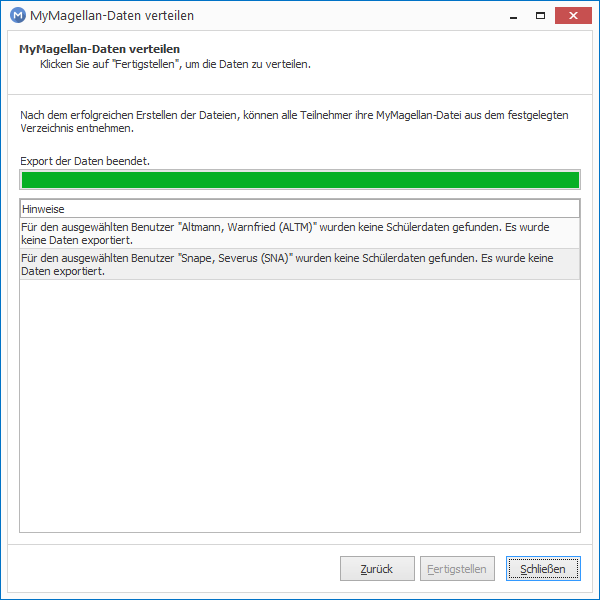 MyMagellan-Daten verteilen
MyMagellan-Daten verteilen
Klicken Sie auf "Fertigstellen", um die Daten zu verteilen.
Nach dem erfolgreichen Erstellen der Dateien, können alle Teilnehmer ihre MyMagellan-Datei aus dem festgelegten
Verzeichnis entnehmen.
Export der Daten beendet.
Hinweise
Für den ausgewählten Benutzer "Altmann, Warnfried (ALTM)" wurden keine Schülerdaten gefunden. Es wurde
keine Daten exportiert.
Für den ausgewählten Benutzer "Snape, Severus (SNA)" wurden keine Schülerdaten gefunden. Es wurde keine
Daten exportiert.
Zurück
Fertigstellen
Schließen